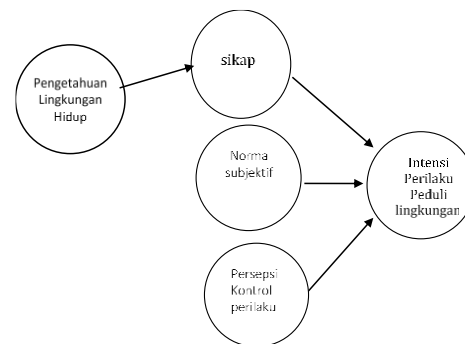 Pengetahuan
Lingkungan
Hidup
sikap
Norma
subjektif
Persepsi
Kontrol
perilaku
Intensi
Perilaku
Peduli
lingkungan